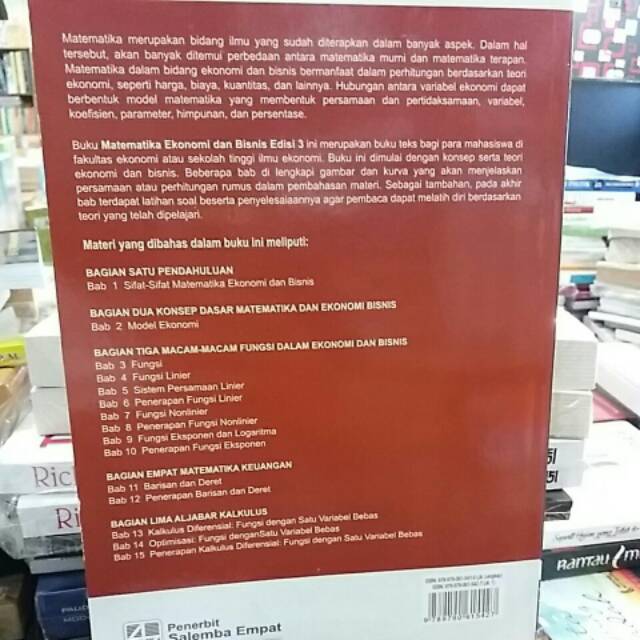 Matematika merupakan bidang ilmu yang sudah diterapkan dalam banyak aspek. Dalam hal
tersebut, akan banyak ditemui perbedaan antara matematika murni dan matematika terapan.
Matematika dalam bidang ekonomi dan bisnis bermanfaat dalam perhitungan berdasarkan teori
ekonomi, seperti harga, biaya, kuantitas, dan lainnya. Hubungan antara variabel ekonomi dapat
berbentuk model matematika yang membentuk persamaan dan pertidaksamaan, variabel,
koefisien, parameter, himpunan, dan persentase.
Buku Matematika Ekonomi dan Bisnis Edisi 3 ini merupakan buku teks bagi para mahasiswa di
fakultas ekonomi atau sekolah tinggi ilmu ekonomi. Buku ini dimulai dengan konsep serta teori
ekonomi dan bisnis. Beberapa bab di lengkapi gambar dan kurva yang akan menjelaskan
persamaan atau perhitungan rumus dalam pembahasan materi. Sebagai tambahan, pada akhir
bab terdapat latihan soal beserta penyelesaiaannya agar pembaca dapat melatih diri berdasarkan
teori yang telah dipelajari.
Materi yang dibahas dalam buku ini meliputi:
BAGIAN SATU PENDAHULUAN
Bab 1 Sifat-Sifat Matematika Ekonomi dan Bisnis
BAGIAN DUA KONSEP DASAR MATEMATIKA DAN EKONOMI BISNIS
Bab 2 Model Ekonomi
BAGIAN TIGA MACAM-MACAM FUNGSI DALAM EKONOMI DAN BISNIS
Bab 3 Fungsi
Bab 4 Fungsi Linier
Bab 5 Sistem Persamaan Linier
Bab 6 Penerapan Fungsi Linier
Bab 7 Fungsi Nonlinier
Bab 8 Penerapan Fungsi Nonlinier
Bab 9 Fungsi Eksponen dan Logaritma
Bab 10 Penerapan Fungsi Eksponen
BAGIAN EMPAT MATEMATIKA KEUANGAN
Bab 11 Barisan dan Deret
Bab 12 Penerapan Barisan dan Deret
BAGIAN LIMA ALJABAR KALKULUS
Bab 13 Kalkulus Diferensial: Fungsi dengan Satu Variabel Bebas
Bab 14 Optimisasi: Fungsi denganSatu Variabel Bebas
Bab 15 Penerapan Kalkulus Diferensial: Fungsi dengan Satu Variabel Bebas
Penerbit
Salemba Empat
Rich
Ri